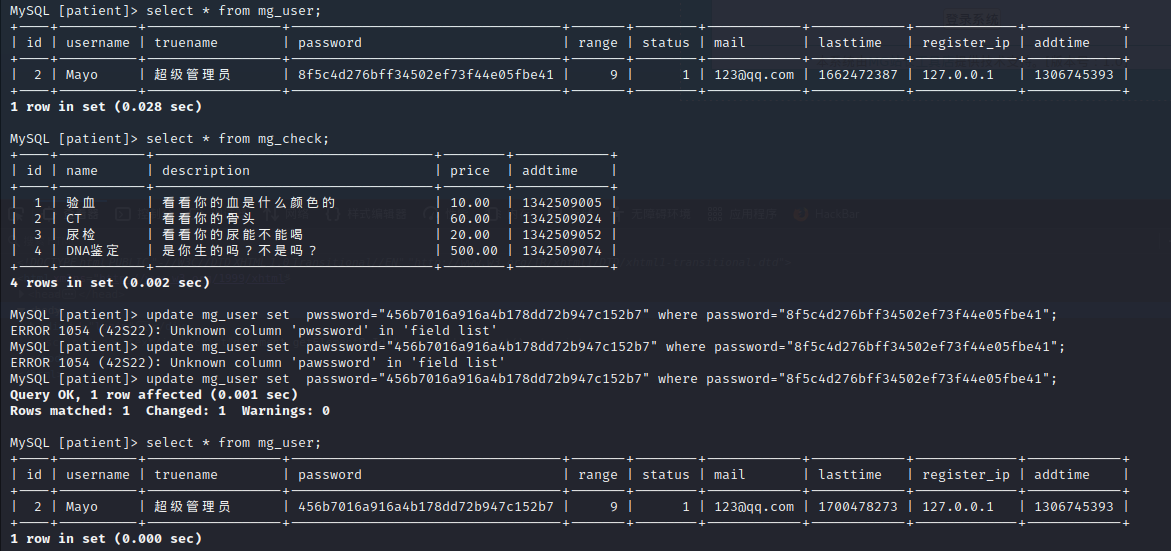 MySQL [patient]> select * from mg_user;
| id | username | truename | password | range | status | mail | lasttime | register_ip | addtime |
| 2 | Mayo | 超级管理员 | 8f5c4d276bff34502ef73f44e05fbe41 | 9 | 1 | 123@qq.com | 1662472387 | 127.0.0.1 | 1306745393 |
1 row in set (0.028 sec)
MySQL [patient]> select * from mg_check;
| id | name | description | price | addtime |
| 1 | 验血 | 看看你的血是什么颜色的 | 10.00 | 1342509005 |
| 2 | CT | 看看你的骨头 | 60.00 | 1342509024 |
| 3 | 尿检 | 看看你的尿能不能喝 | 20.00 | 1342509052 |
| 4 | DNA鉴定 | 是你生的吗？不是吗？ | 500.00 | 1342509074 |
4 rows in set (0.002 sec)
MySQL [patient]> update mg_user set  pwssword="456b7016a916a4b178dd72b947c152b7" where password="8f5c4d276bff34502ef73f44e05fbe41";
ERROR 1054 (42S22): Unknown column 'pwssword' in 'field list'
MySQL [patient]> update mg_user set  pawssword="456b7016a916a4b178dd72b947c152b7" where password="8f5c4d276bff34502ef73f44e05fbe41";
ERROR 1054 (42S22): Unknown column 'pawssword' in 'field list'
MySQL [patient]> update mg_user set  password="456b7016a916a4b178dd72b947c152b7" where password="8f5c4d276bff34502ef73f44e05fbe41";
Query OK, 1 row affected (0.001 sec)
Rows matched: 1  Changed: 1  Warnings: 0
MySQL [patient]> select * from mg_user;
| id | username | truename | password | range | status | mail | lasttime | register_ip | addtime |
| 2 | Mayo | 超级管理员 | 456b7016a916a4b178dd72b947c152b7 | 9 | 1 | 123@qq.com | 1700478273 | 127.0.0.1 | 1306745393 |
1 row in set (0.000 sec)